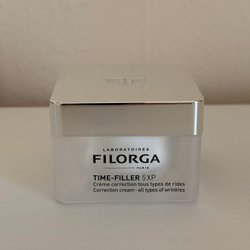 LABORATOIRES
FILORGA
PARIS
TIME-FILLER 5XP
Crème correction tous types de rides
Correction cream - all types of wrinkles